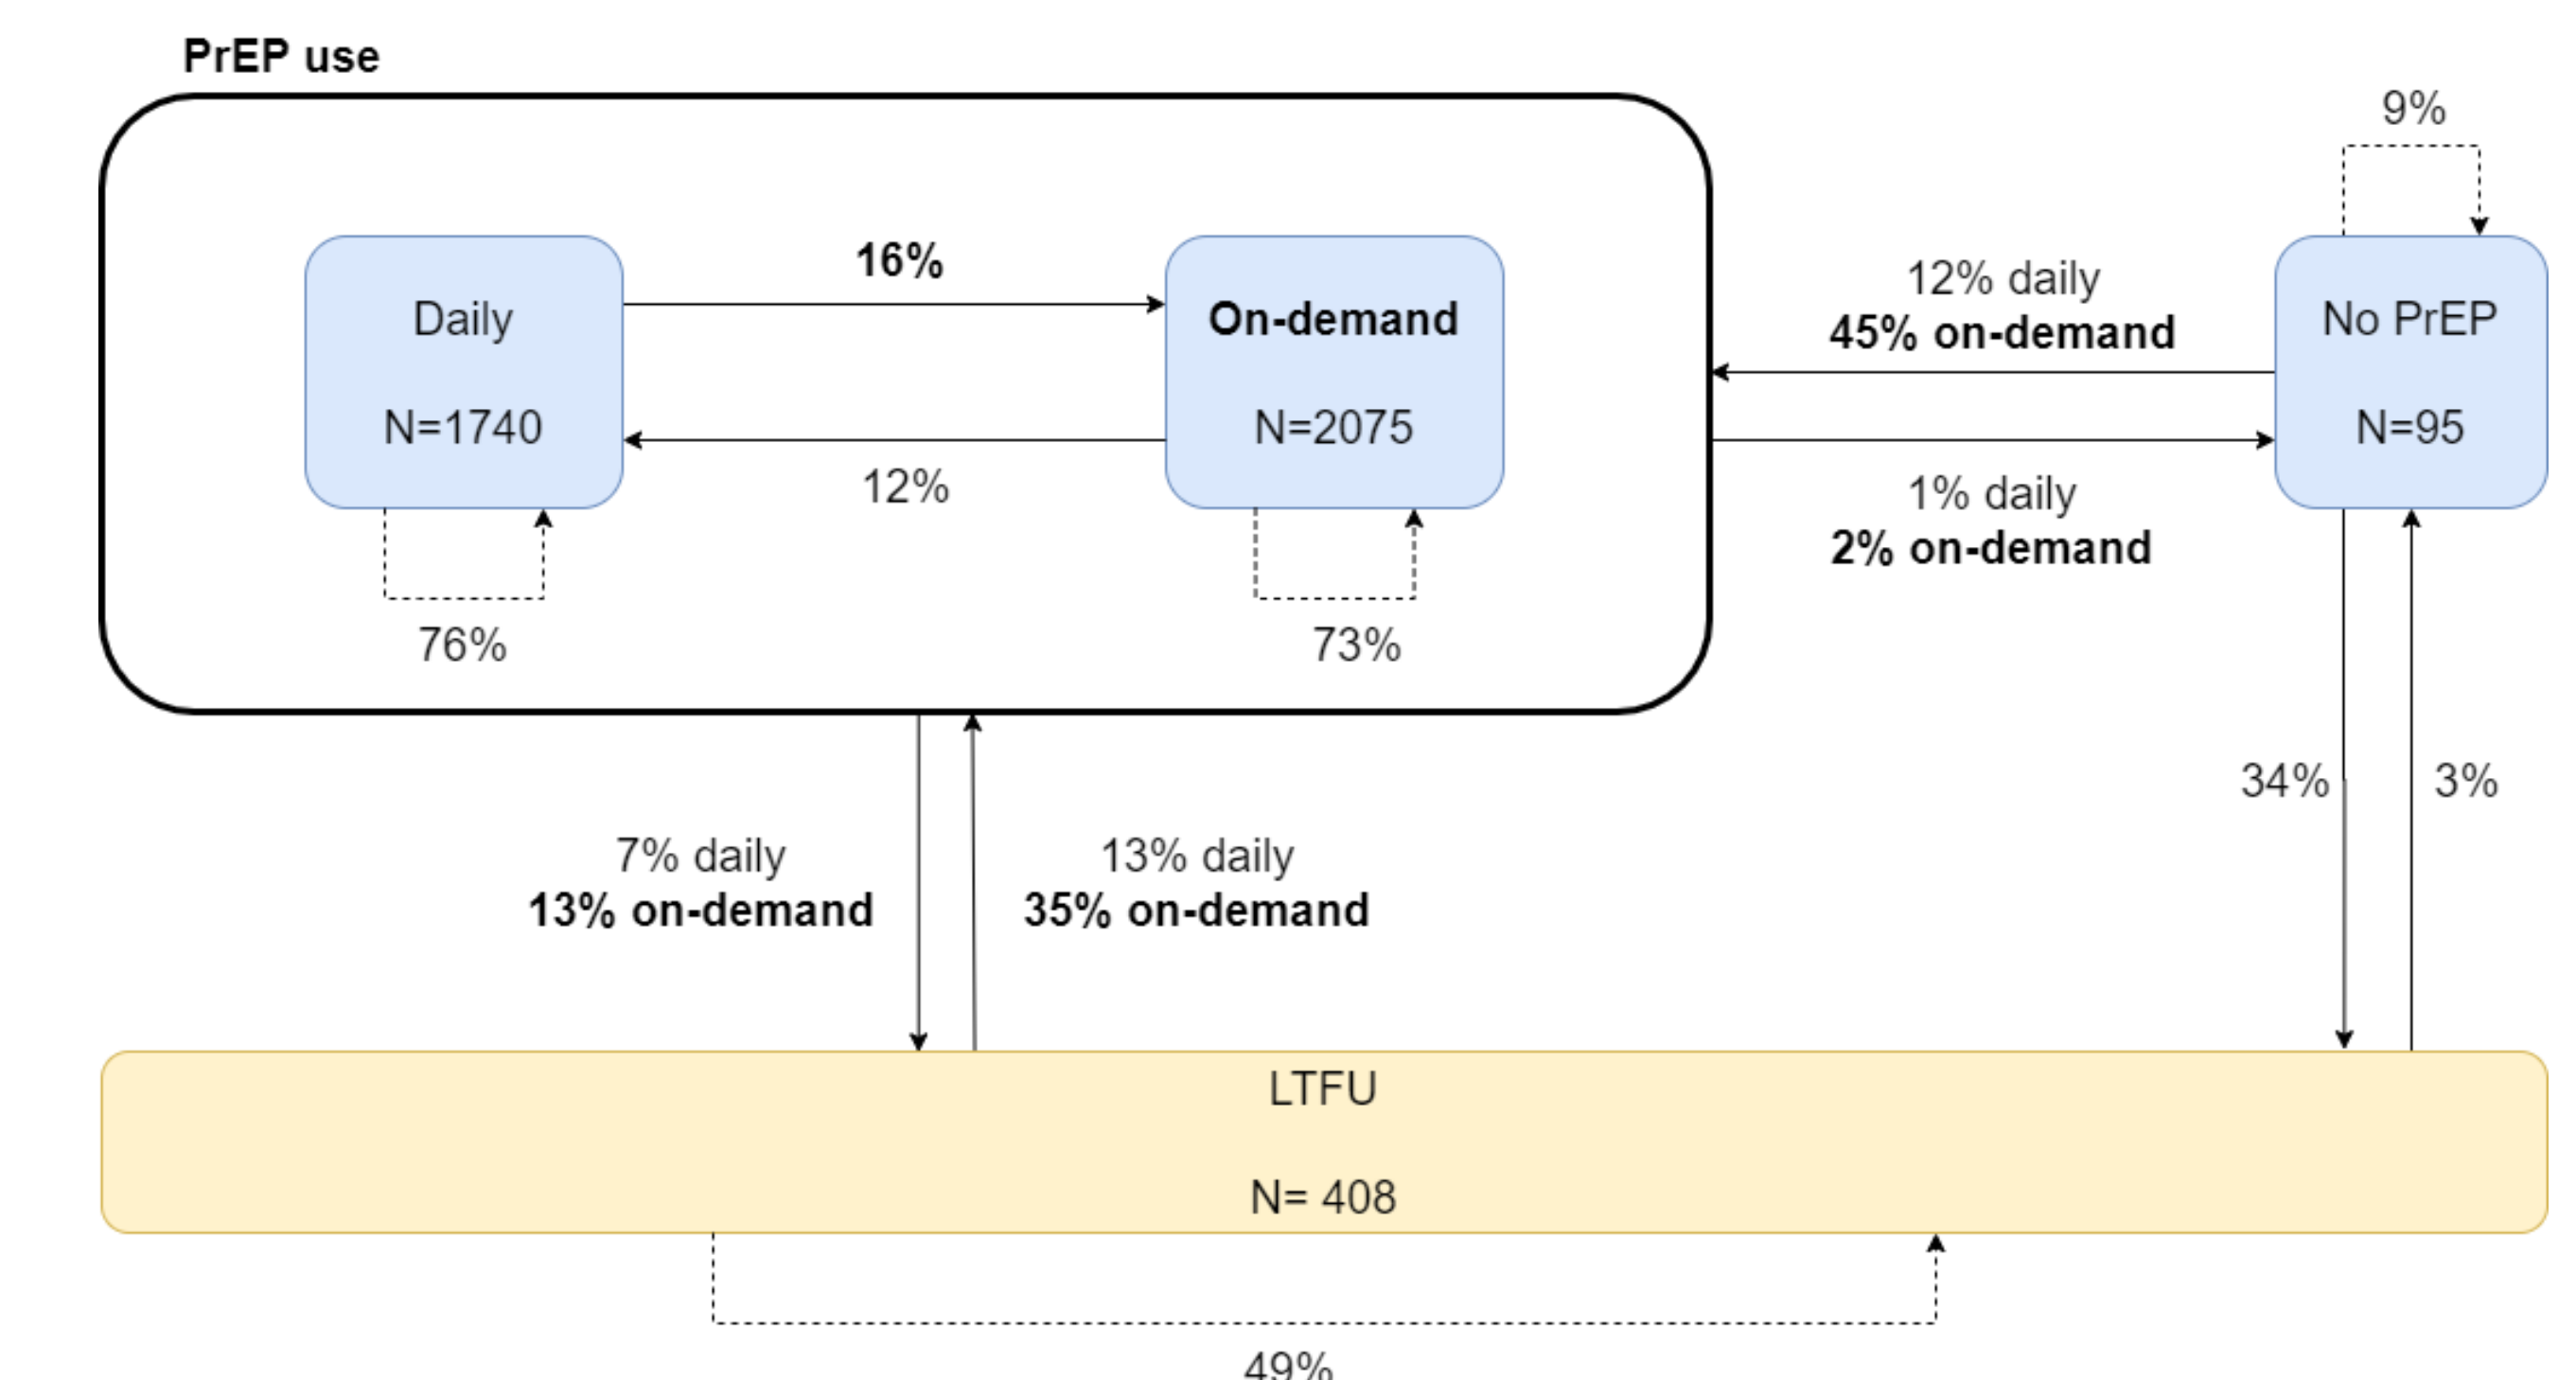 PrEP use
9%
16%
Daily
N=1740
On-demand
N=2075
12%
76%
73%
12% daily
45% on-demand
1% daily
2% on-demand
No PrEP
N=95
7% daily
13% on-demand
13% daily
35% on-demand
34%
3%
LTFU
N= 408
49%